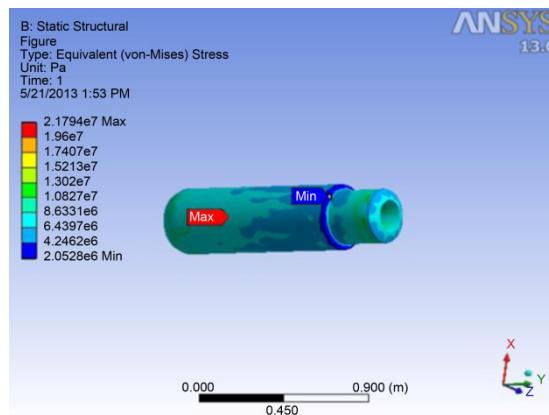 B: Static Structural
Figure
Type: Equivalent (von-Mises) Stress
Unit: Pa
Time: 1
5/21/2013 1:53 PM
ANSYS
13.0
2.1794e7 Max
1.96e7
1.7407e7
1.5213e7
1.302e7
1.0827e7
8.6331e6
6.4397e6
4.2462e6
2.0528e6 Min
Min
Max
X
Y
Z
0.000 0.900 (m)
0.450